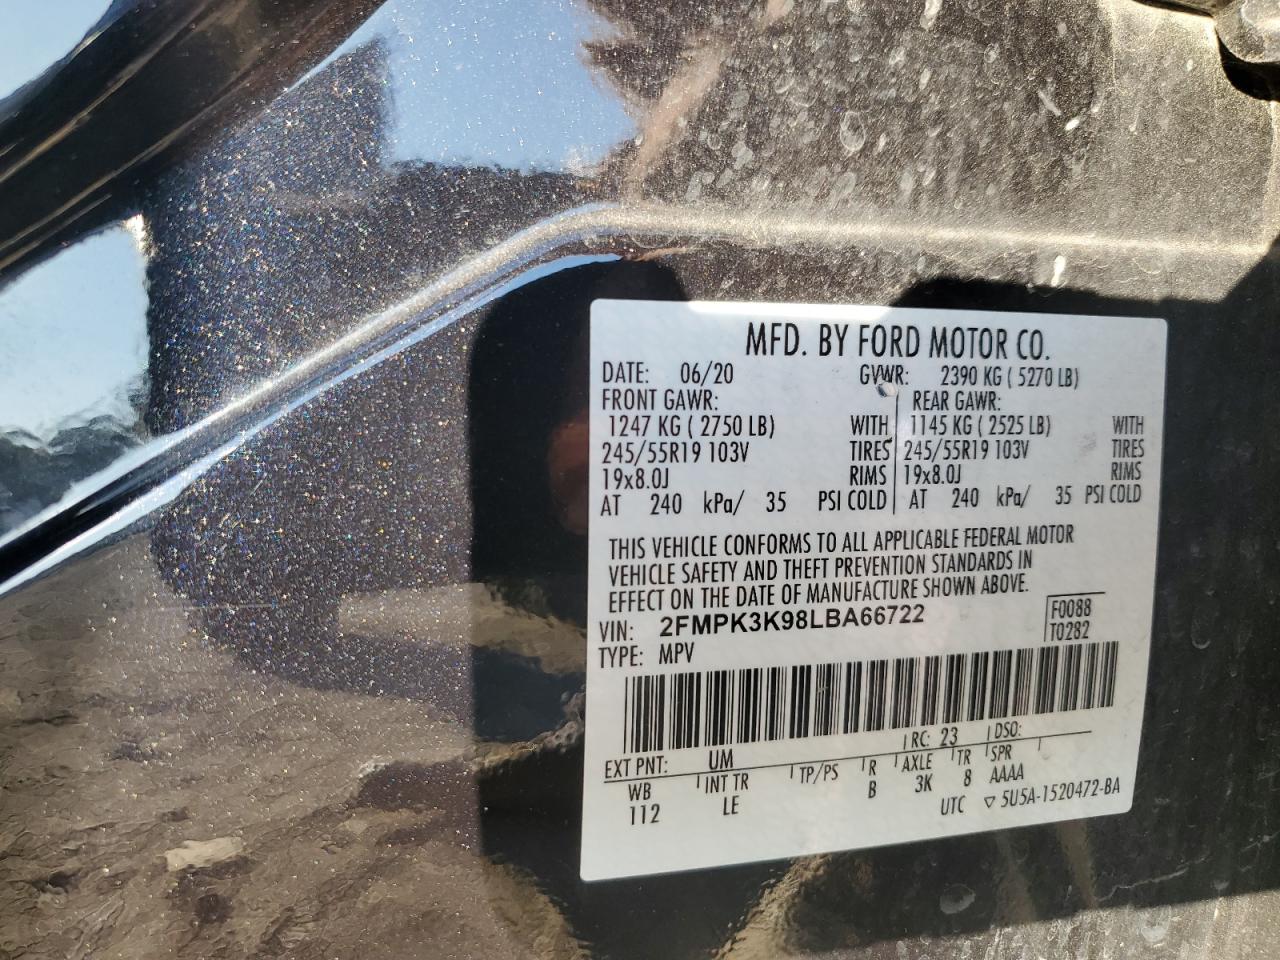 MFD. BY FORD MOTOR CO.
DATE: 06/20 GVWR: 2390 KG ( 5270 LB)
FRONT GAWR: REAR GAWR:
1247 KG ( 2750 LB) WITH 1145 KG ( 2525 LB) WITH
245/55R19 103V TIRES 245/55R19 103V TIRES
19x8.0J RIMS 19x8.0J RIMS
AT 240 kPa/ 35 PSI COLD AT 240 kPa/ 35 PSI COLD
THIS VEHICLE CONFORMS TO ALL APPLICABLE FEDERAL MOTOR
VEHICLE SAFETY AND THEFT PREVENTION STANDARDS IN
EFFECT ON THE DATE OF MANUFACTURE SHOWN ABOVE.
VIN: 2FMPK3K98LBA66722 F0088
TYPE: MPV T0282
EXT PNT: UM RC: 23 DSO:
WB INT TR TP/PS R AXLE TR SPR
112 LE B 3K 8 AAAA
UTC ▽ 5U5A-1520472-BA